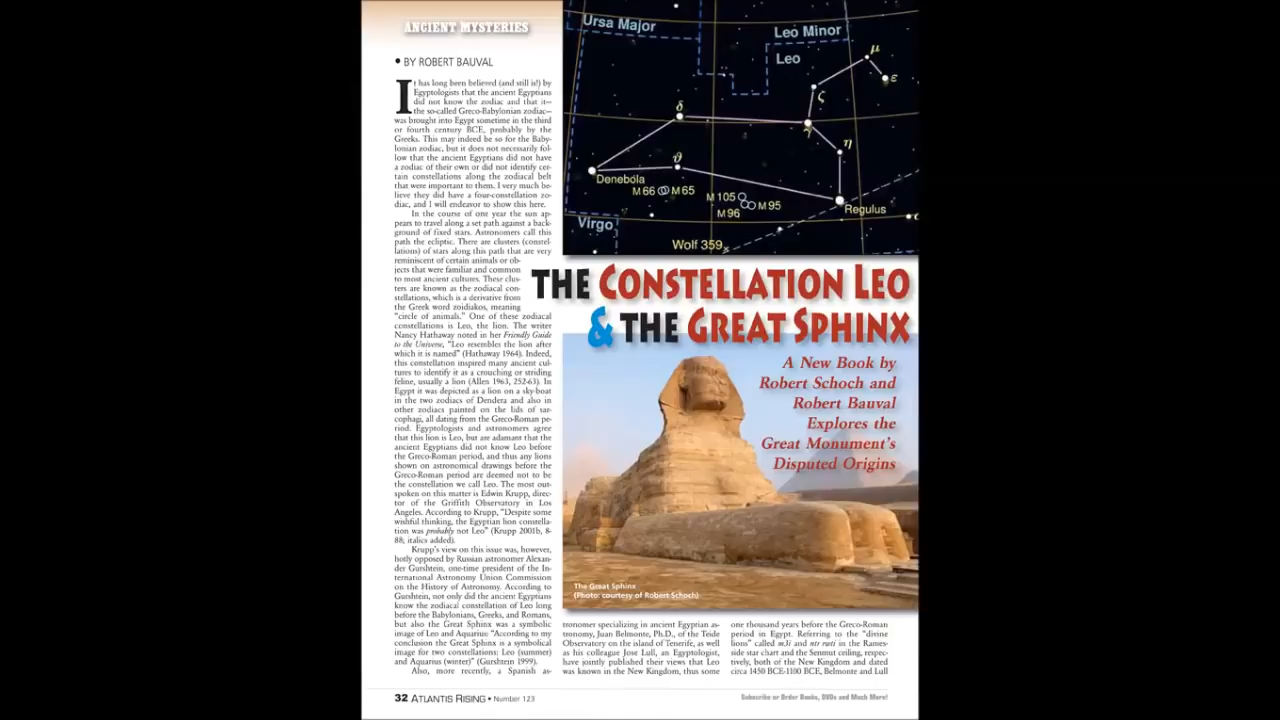 ANCIENT MYSTERIES
• BY ROBERT BAUVAL
It has long been believed (and still is!) by
Egyptologists that the ancient Egyptians
did not know the zodiac and that it—
the so-called Greco-Babylonian zodiac—
was brought into Egypt sometime in the third
or fourth century BCE, probably by the
Greeks. This may indeed be so for the Baby-
lonian zodiac, but it does not necessarily fol-
low that the ancient Egyptians did not have
a zodiac of their own or did not identify cer-
tain constellations along the zodiacal belt
that were important to them. I very much be-
lieve they did have a four-constellation zo-
diac, and I will endeavor to show this here.
In the course of one year the sun ap-
pears to travel along a set path against a back-
ground of fixed stars. Astronomers call this
path the ecliptic. There are clusters (constel-
lations) of stars along this path that are very
reminiscent of certain animals or ob-
jects that were familiar and common
to most ancient cultures. These clus-
ters are known as the zodiacal con-
stellations, which is a derivative from
the Greek word zoidiakos, meaning
"circle of animals." One of these zodiacal
constellations is Leo, the lion. The writer
Nancy Hathaway noted in her Friendly Guide
to the Universe, "Leo resembles the lion after
which it is named" (Hathaway 1964). Indeed,
this constellation inspired many ancient cul-
tures to identify it as a crouching or striding
feline, usually a lion (Allen 1963, 252-63). In
Egypt it was depicted as a lion on a sky-boat
in the two zodiacs of Dendera and also in
other zodiacs painted on the lids of sar-
cophagi, all dating from the Greco-Roman pe-
riod. Egyptologists and astronomers agree
that this lion is Leo, but are adamant that the
ancient Egyptians did not know Leo before
the Greco-Roman period, and thus any lions
shown on astronomical drawings before the
Greco-Roman period are deemed not to be
the constellation we call Leo. The most out-
spoken on this matter is Edwin Krupp, direc-
tor of the Griffith Observatory in Los
Angeles. According to Krupp, "Despite some
wishful thinking, the Egyptian lion constella-
tion was probably not Leo" (Krupp 2001b, 8-
88; italics added).
Krupp's view on this issue was, however,
hotly opposed by Russian astronomer Alexan-
der Gurshtein, one-time president of the In-
ternational Astronomy Union Commission
on the History of Astronomy. According to
Gurshtein, not only did the ancient Egyptians
know the zodiacal constellation of Leo long
before the Babylonians, Greeks, and Romans,
but also the Great Sphinx was a symbolic
image of Leo and Aquarius: "According to my
conclusion the Great Sphinx is a symbolical
image for two constellations: Leo (summer)
and Aquarius (winter)" (Gurshtein 1999).
Also, more recently, a Spanish as-
Ursa Major
Leo Minor
Leo
μ
ε
ζ
δ
γ
η
ϑ
Denebola
M 66 M 65
M 105
M 95
M 96
Regulus
Virgo
Wolf 359
THE CONSTELLATION LEO
& THE GREAT SPHINX
A New Book by
Robert Schoch and
Robert Bauval
Explores the
Great Monument's
Disputed Origins
The Great Sphinx
(Photo: courtesy of Robert Schoch)
tronomer specializing in ancient Egyptian as-
tronomy, Juan Belmonte, Ph.D., of the Teide
Observatory on the island of Tenerife, as well
as his colleague Jose Lull, an Egyptologist,
have jointly published their views that Leo
was known in the New Kingdom, thus some
one thousand years before the Greco-Roman
period in Egypt. Referring to the "divine
lions" called m3i and ntr rwti in the Rames-
side star chart and the Senmut ceiling, respec-
tively, both of the New Kingdom and dated
circa 1450 BCE-1100 BCE, Belmonte and Lull
32 ATLANTIS RISING • Number 123
Subscribe or Order Books, DVDs and Much More!